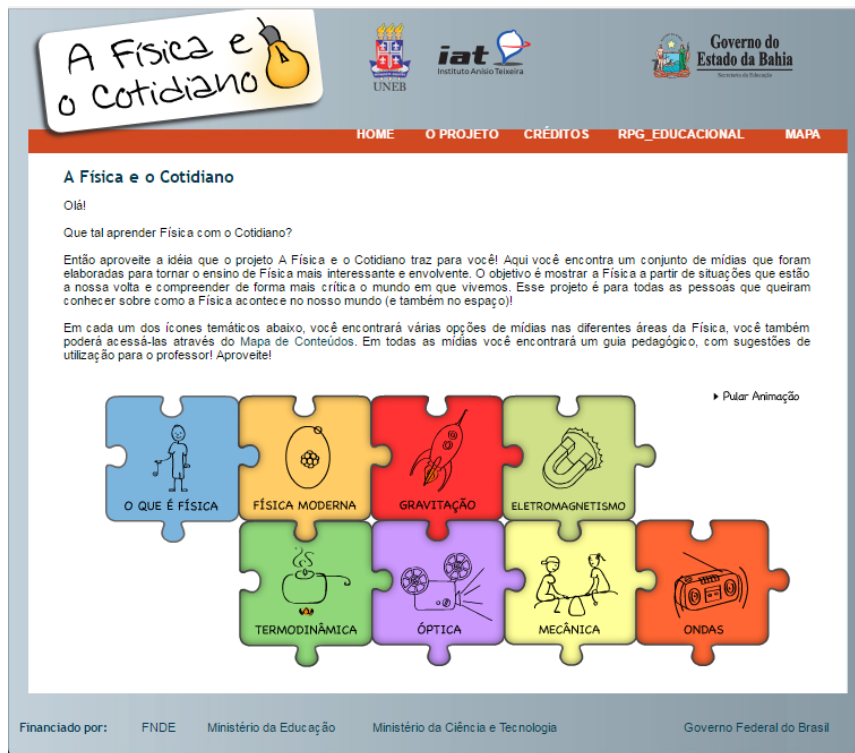 A Física e
o Cotidiano
UNEB
iat
Instituto Anísio Teixeira
Governo do
Estado da Bahia
Secretaria da Educação
HOME O PROJETO CRÉDITOS RPG_EDUCACIONAL MAPA
A Física e o Cotidiano
Olá!
Que tal aprender Física com o Cotidiano?
Então aproveite a idéia que o projeto A Física e o Cotidiano traz para você! Aqui você encontra um conjunto de mídias que foram
elaboradas para tornar o ensino de Física mais interessante e envolvente. O objetivo é mostrar a Física a partir de situações que estão
a nossa volta e compreender de forma mais crítica o mundo em que vivemos. Esse projeto é para todas as pessoas que queiram
conhecer sobre como a Física acontece no nosso mundo (e também no espaço)!
Em cada um dos ícones temáticos abaixo, você encontrará várias opções de mídias nas diferentes áreas da Física, você também
poderá acessá-las através do Mapa de Conteúdos. Em todas as mídias você encontrará um guia pedagógico, com sugestões de
utilização para o professor! Aproveite!
Pular Animação
O QUE É FÍSICA FÍSICA MODERNA GRAVITAÇÃO ELETROMAGNETISMO
TERMODINÂMICA ÓPTICA MECÂNICA ONDAS
Financiado por: FNDE Ministério da Educação Ministério da Ciência e Tecnologia Governo Federal do Brasil